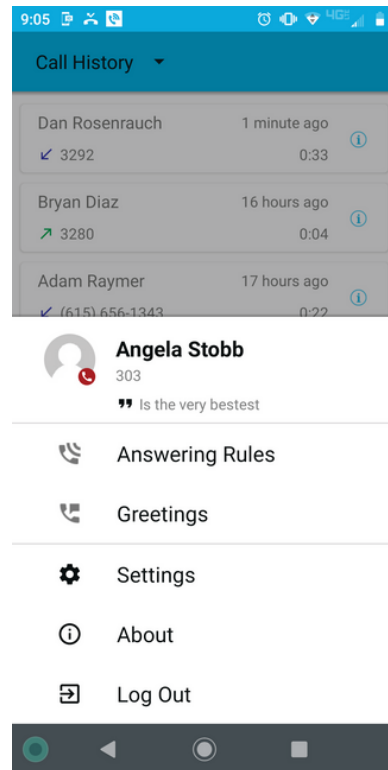 9:05 4GE
Call History
Dan Rosenrauch 1 minute ago
3292 0:33
Bryan Diaz 16 hours ago
3280 0:04
Adam Raymer 17 hours ago
(615) 656-1343 0:22
Angela Stobb
303
" Is the very bestest
Answering Rules
Greetings
Settings
About
Log Out